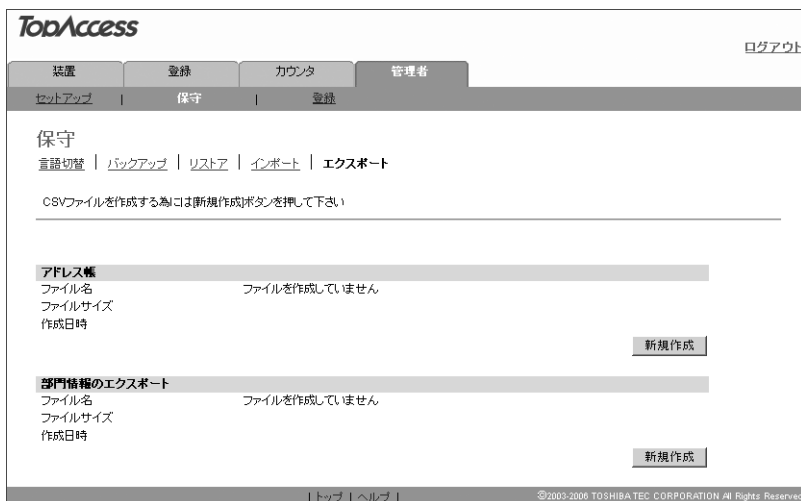 TopAccess
ログアウト
装置 登録 カウンタ 管理者
セットアップ | 保守 | 登録
保守
言語切替 | バックアップ | リストア | インポート | エクスポート
CSVファイルを作成する為には[新規作成]ボタンを押して下さい
アドレス帳
ファイル名 ファイルを作成していません
ファイルサイズ
作成日時
新規作成
部門情報のエクスポート
ファイル名 ファイルを作成していません
ファイルサイズ
作成日時
新規作成
| トップ | ヘルプ | ©2003-2006 TOSHIBA TEC CORPORATION All Rights Reserved